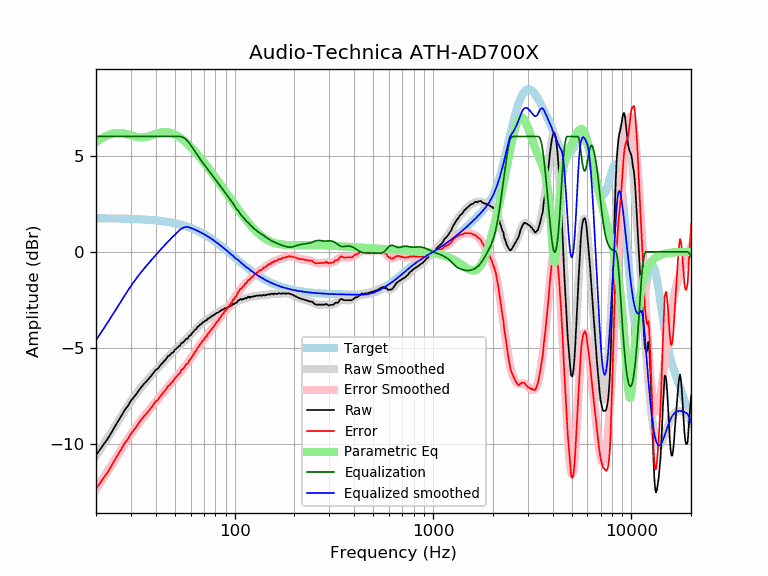 Audio-Technica ATH-AD700X
Amplitude (dBr)
5
0
−5
−10
100
1000
10000
Frequency (Hz)
Target
Raw Smoothed
Error Smoothed
Raw
Error
Parametric Eq
Equalization
Equalized smoothed